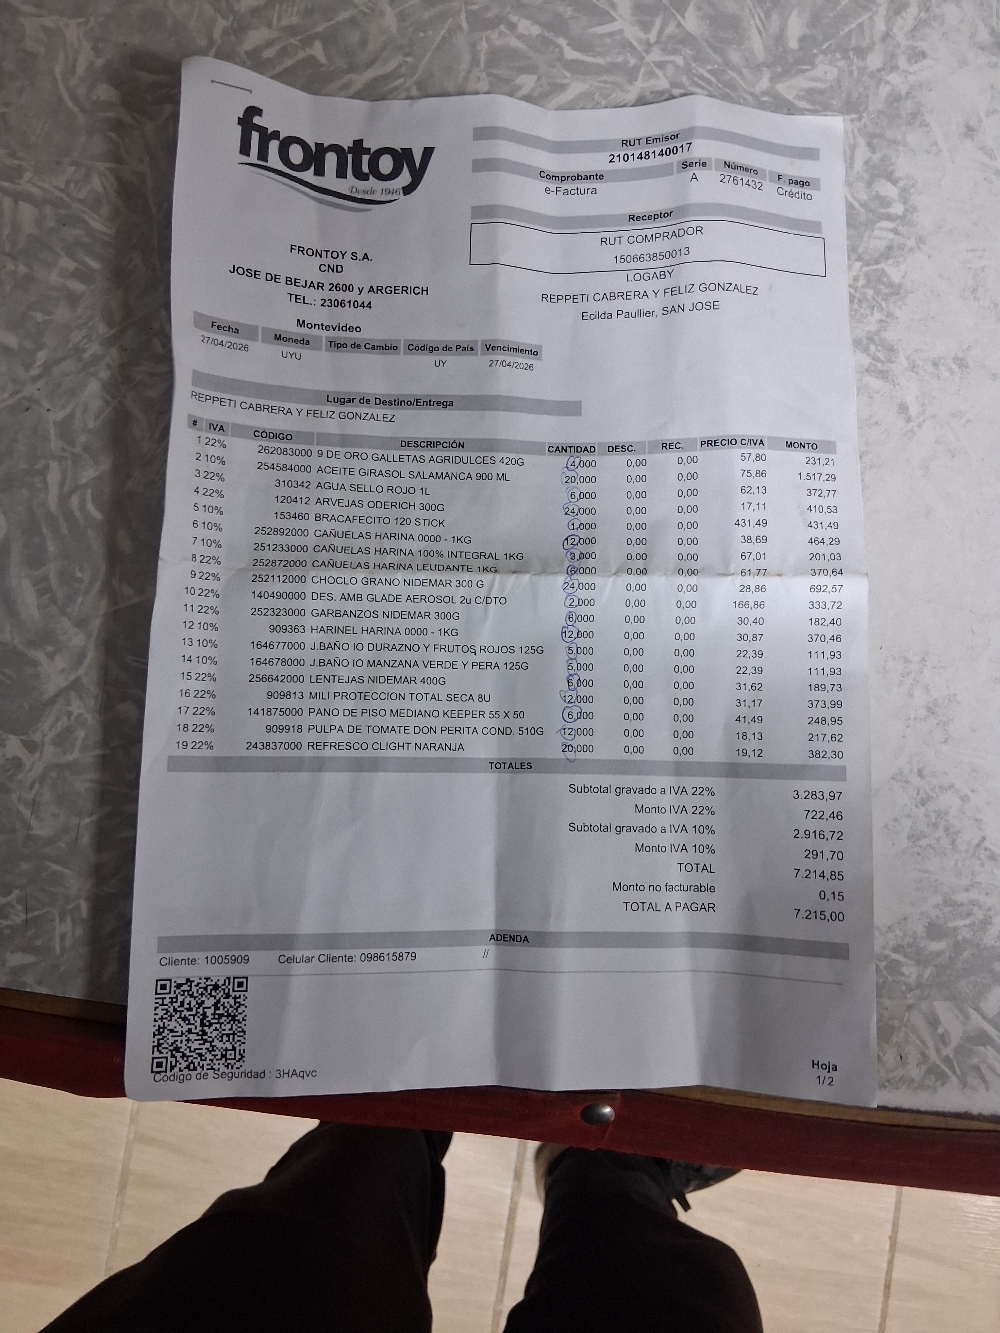 frontoy
Desde 1946
RUT Emisor
210148140017
Comprobante Serie Número F. pago
e-Factura A 2761432 Crédito
Receptor
RUT COMPRADOR
150663850013
LOGABY
REPPETI CABRERA Y FELIZ GONZALEZ
Ecilda Paullier, SAN JOSE
FRONTOY S.A.
CND
JOSE DE BEJAR 2600 y ARGERICH
TEL.: 23061044
Montevideo
Fecha Moneda Tipo de Cambio Código de País Vencimiento
27/04/2026 UYU UY 27/04/2026
Lugar de Destino/Entrega
REPPETI CABRERA Y FELIZ GONZALEZ
# IVA CÓDIGO DESCRIPCIÓN CANTIDAD DESC. REC. PRECIO C/IVA MONTO
1 22% 262083000 9 DE ORO GALLETAS AGRIDULCES 420G 4,000 0,00 0,00 57,80 231,21
2 10% 254584000 ACEITE GIRASOL SALAMANCA 900 ML 20,000 0,00 0,00 75,86 1.517,29
3 22% 310342 AGUA SELLO ROJO 1L 6,000 0,00 0,00 62,13 372,77
4 22% 120412 ARVEJAS ODERICH 300G 24,000 0,00 0,00 17,11 410,53
5 10% 153460 BRACAFECITO 120 STICK 1,000 0,00 0,00 431,49 431,49
6 10% 252892000 CAÑUELAS HARINA 0000 - 1KG 12,000 0,00 0,00 38,69 464,29
7 10% 251233000 CAÑUELAS HARINA 100% INTEGRAL 1KG 3,000 0,00 0,00 67,01 201,03
8 22% 252872000 CAÑUELAS HARINA LEUDANTE 1KG 6,000 0,00 0,00 61,77 370,64
9 22% 252112000 CHOCLO GRANO NIDEMAR 300 G 24,000 0,00 0,00 28,86 692,57
10 22% 140490000 DES. AMB GLADE AEROSOL 2u C/DTO 2,000 0,00 0,00 166,86 333,72
11 22% 252323000 GARBANZOS NIDEMAR 300G 6,000 0,00 0,00 30,40 182,40
12 10% 909363 HARINEL HARINA 0000 - 1KG 12,000 0,00 0,00 30,87 370,46
13 10% 164677000 J.BAÑO IO DURAZNO Y FRUTOS ROJOS 125G 5,000 0,00 0,00 22,39 111,93
14 10% 164678000 J.BAÑO IO MANZANA VERDE Y PERA 125G 5,000 0,00 0,00 22,39 111,93
15 22% 256642000 LENTEJAS NIDEMAR 400G 6,000 0,00 0,00 31,62 189,73
16 22% 909813 MILI PROTECCION TOTAL SECA 8U 12,000 0,00 0,00 31,17 373,99
17 22% 141875000 PANO DE PISO MEDIANO KEEPER 55 X 50 6,000 0,00 0,00 41,49 248,95
18 22% 909918 PULPA DE TOMATE DON PERITA COND. 510G 12,000 0,00 0,00 18,13 217,62
19 22% 243837000 REFRESCO CLIGHT NARANJA 20,000 0,00 0,00 19,12 382,30
TOTALES
Subtotal gravado a IVA 22% 3.283,97
Monto IVA 22% 722,46
Subtotal gravado a IVA 10% 2.916,72
Monto IVA 10% 291,70
TOTAL 7.214,85
Monto no facturable 0,15
TOTAL A PAGAR 7.215,00
ADENDA
Cliente: 1005909 Celular Cliente: 098615879 //
Código de Seguridad : 3HAqvc
Hoja
1/2